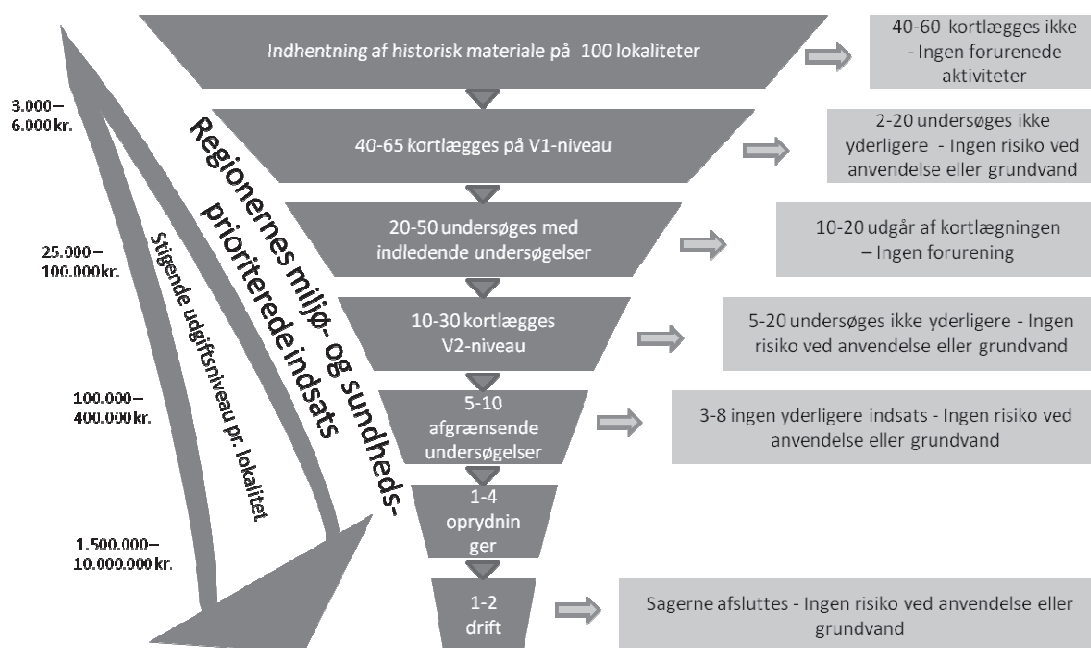 Indhentning af historisk materiale på 100 lokaliteter
40-60 kortlægges ikke
- Ingen forurenede
aktiviteter
3.000–
6.000 kr.
40-65 kortlægges på V1-niveau
2-20 undersøges ikke
yderligere - Ingen risiko ved
anvendelse eller grundvand
20-50 undersøges med
indledende undersøgelser
10-20 udgår af kortlægningen
– Ingen forurening
25.000–
100.000 kr.
10-30 kortlægges
V2-niveau
5-20 undersøges ikke yderligere - Ingen
risiko ved anvendelse eller grundvand
100.000–
400.000 kr.
5-10
afgrænsende
undersøgelser
3-8 ingen yderligere indsats - Ingen risiko ved
anvendelse eller grundvand
Regionernes miljø- og sundheds-
prioriterede indsats
Stigende udgiftsniveau pr. lokalitet
1-4
oprydnin
ger
1.500.000–
10.000.000 kr.
1-2
drift
Sagerne afsluttes - Ingen risiko ved anvendelse eller
grundvand